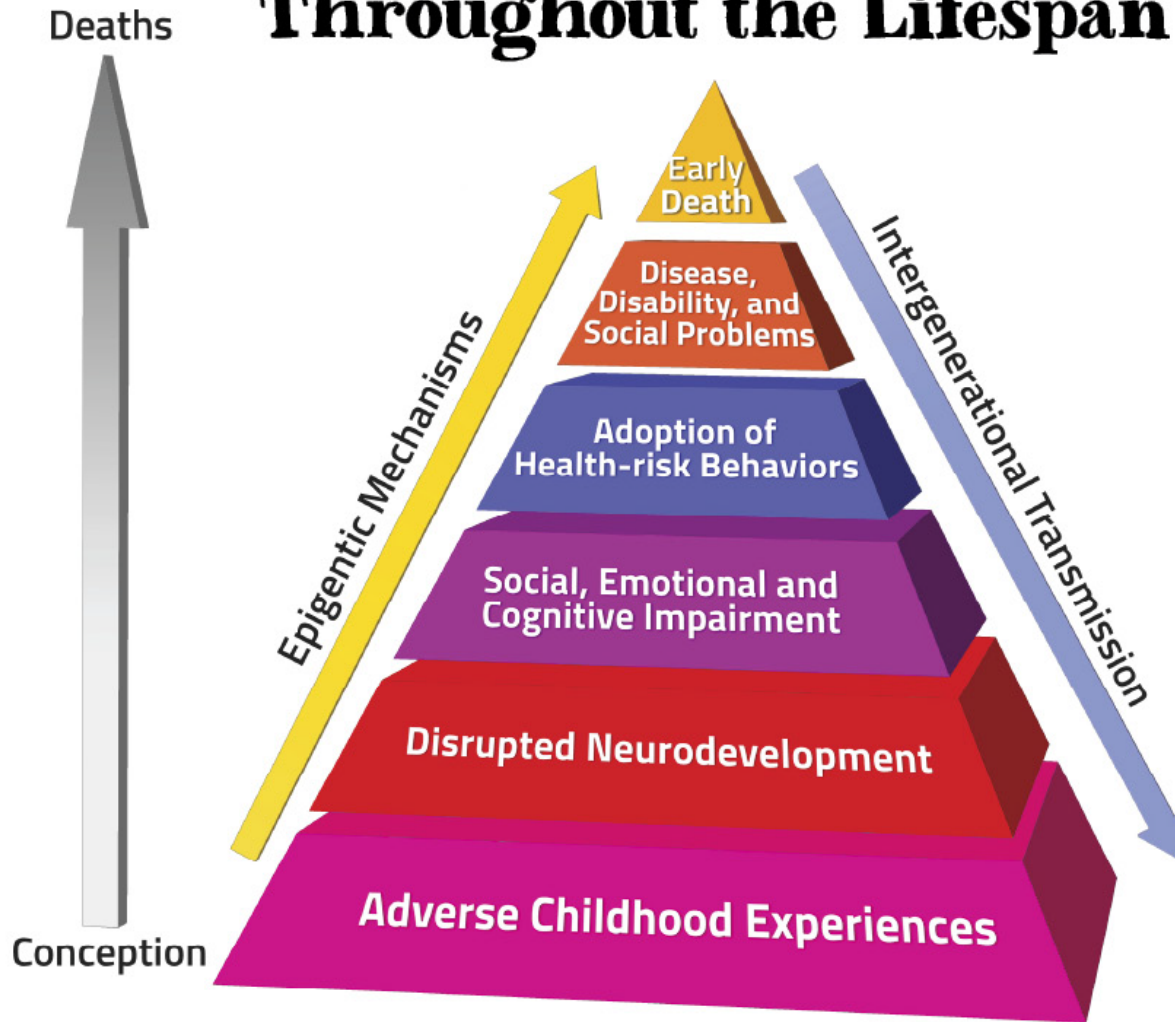 Throughout the Lifespan
Deaths
Early
Death
Disease,
Disability, and
Social Problems
Adoption of
Health-risk Behaviors
Social, Emotional and
Cognitive Impairment
Disrupted Neurodevelopment
Adverse Childhood Experiences
Conception
Epigentic Mechanisms
Intergenerational Transmission